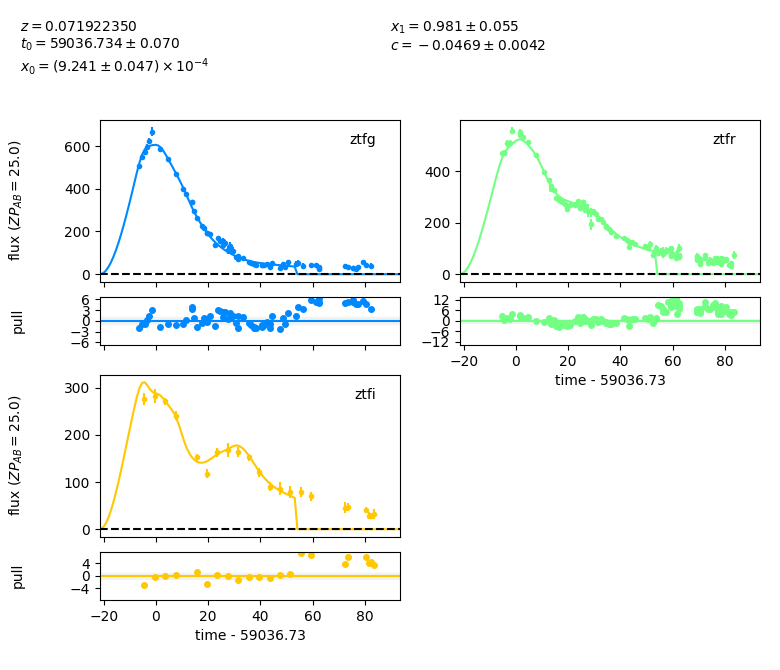 z = 0.071922350
t₀ = 59036.734 ± 0.070
x₀ = (9.241 ± 0.047) × 10⁻⁴
x₁ = 0.981 ± 0.055
c = −0.0469 ± 0.0042
ztfg
flux (ZP_AB = 25.0)
600
400
200
0
pull
6
3
0
−3
−6
ztfr
400
200
0
12
6
0
−6
−12
−20 0 20 40 60 80
time - 59036.73
ztfi
flux (ZP_AB = 25.0)
300
200
100
0
pull
4
0
−4
−20 0 20 40 60 80
time - 59036.73